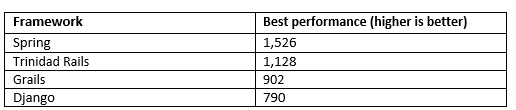 Framework Best performance (higher is better)
Spring 1,526
Trinidad Rails 1,128
Grails 902
Django 790